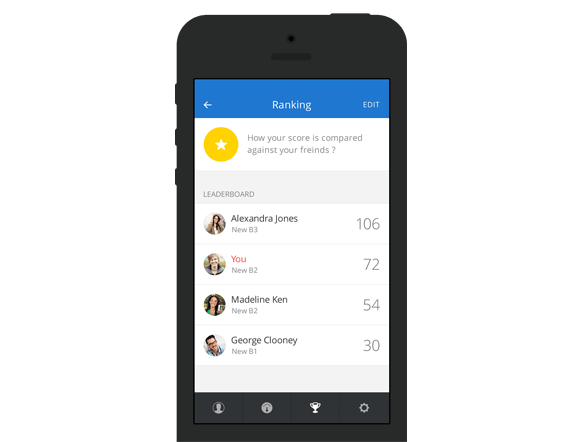 Ranking
EDIT
How your score is compared
against your freinds ?
LEADERBOARD
Alexandra Jones
New B3
106
You
New B2
72
Madeline Ken
New B2
54
George Clooney
New B1
30